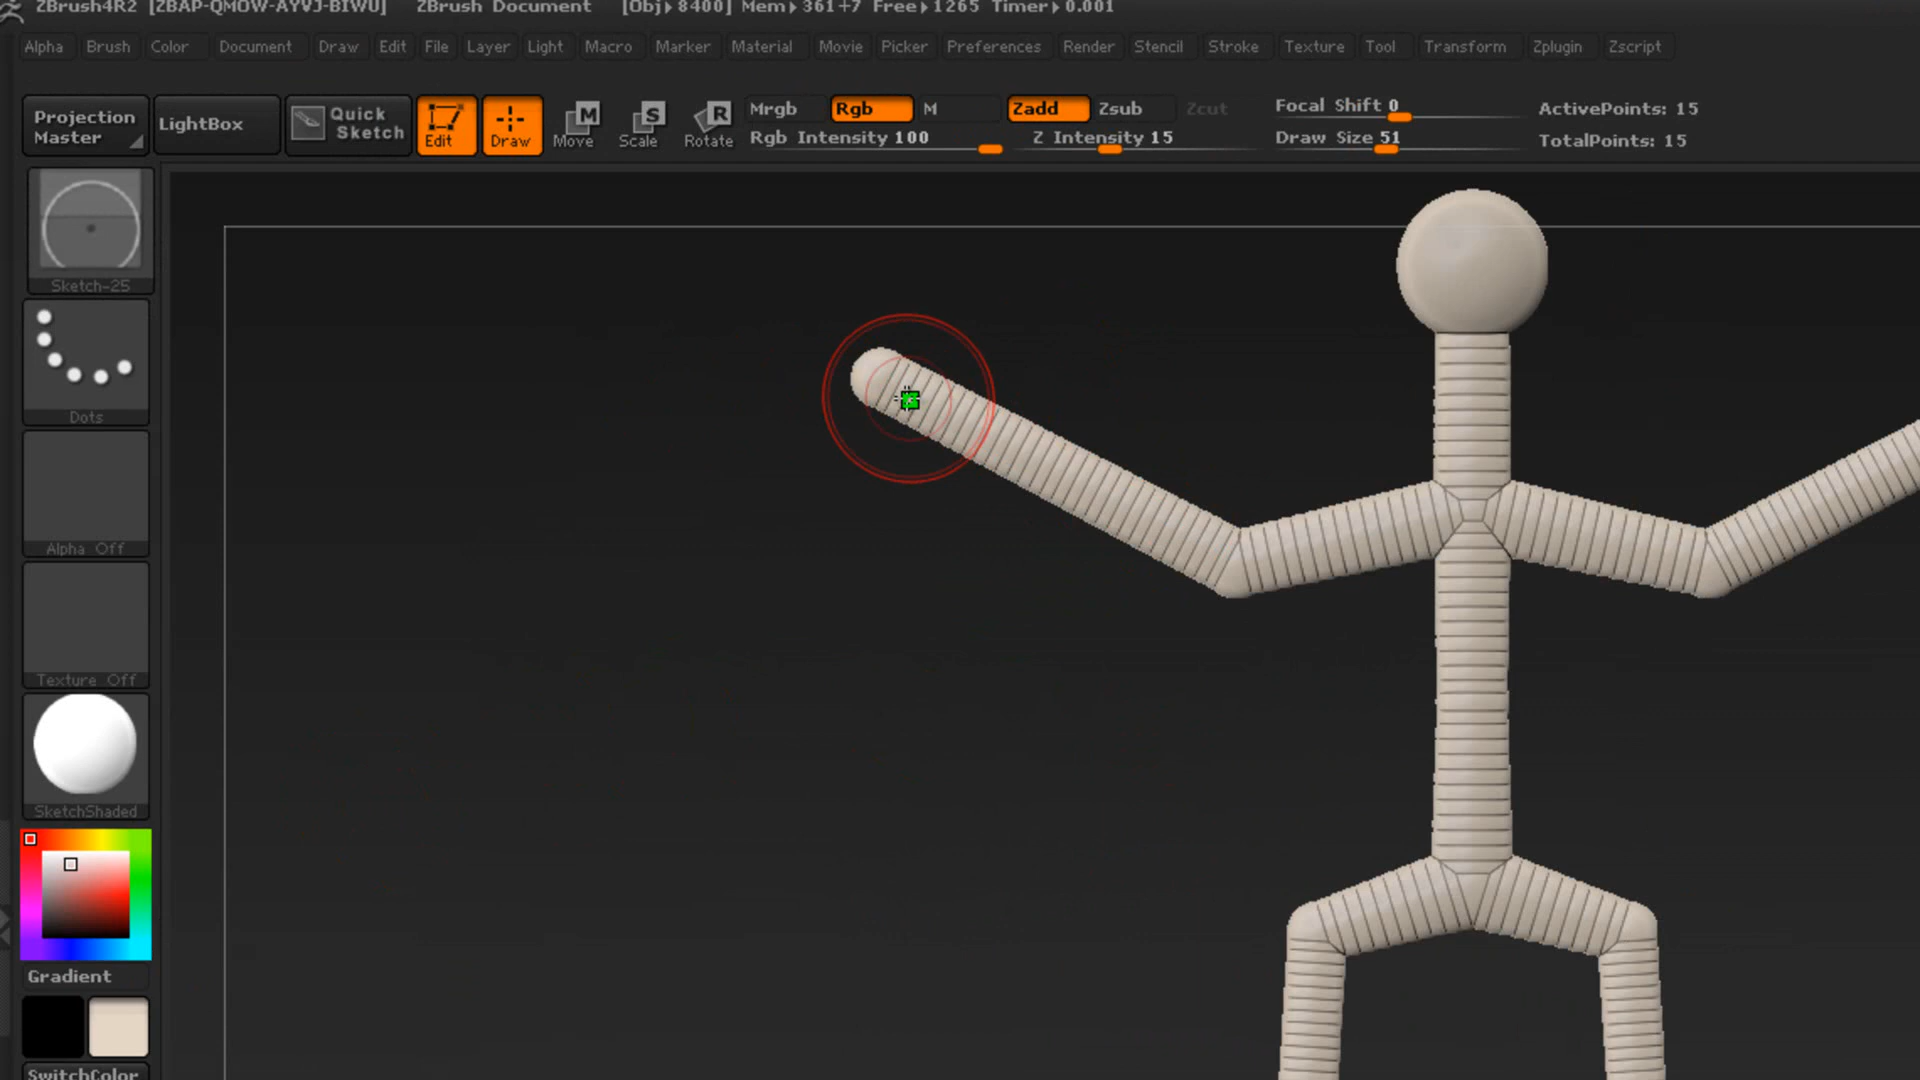 ZBrush4R2 [ZBAP-QMOW-AYVJ-BIWU] ZBrush Document [Obj▸8400] Mem▸361+7 Free▸1265 Timer▸0.001
Alpha Brush Color Document Draw Edit File Layer Light Macro Marker Material Movie Picker Preferences Render Stencil Stroke Texture Tool Transform Zplugin Zscript
Projection Master
LightBox
Quick Sketch
Edit
Draw
M
Move
S
Scale
R
Rotate
Mrgb Rgb M Zadd Zsub Zcut
Rgb Intensity 100 Z Intensity 15
Focal Shift 0
Draw Size 51
ActivePoints: 15
TotalPoints: 15
Sketch-25
Dots
Alpha Off
Texture Off
SketchShaded
Gradient
SwitchColor